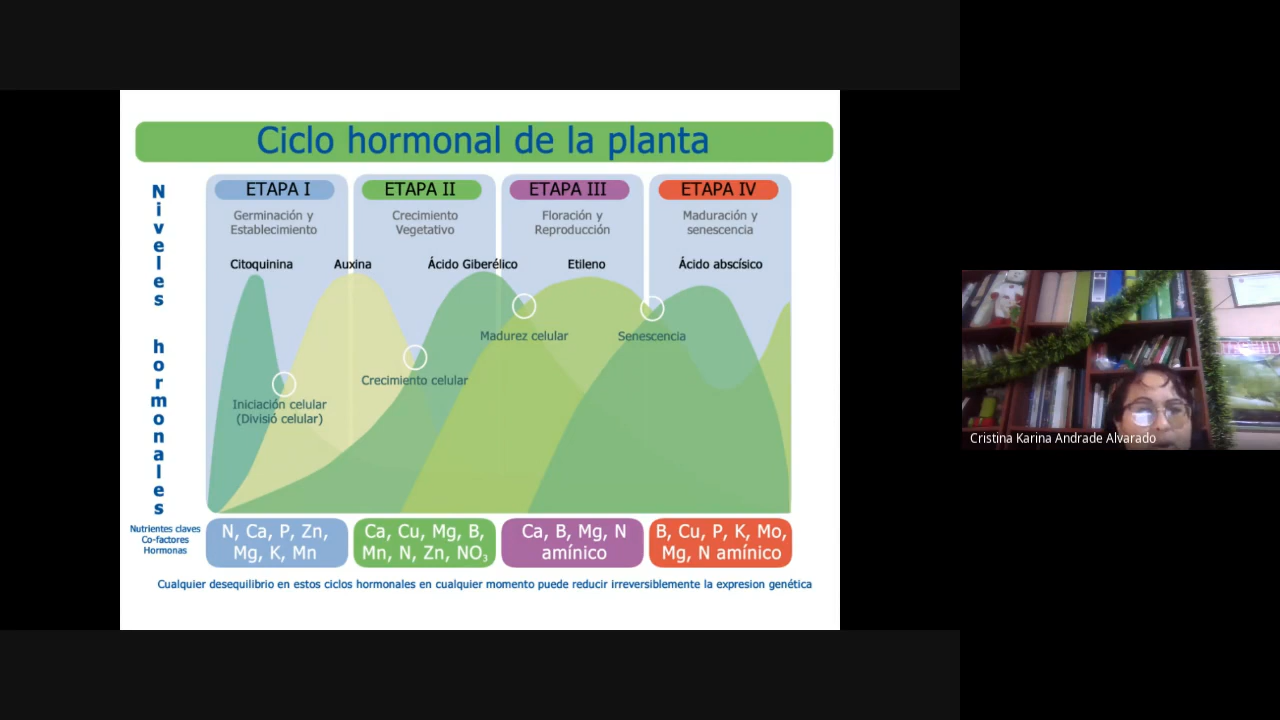 Ciclo hormonal de la planta
Niveles hormonales
ETAPA I
Germinación y
Establecimiento
ETAPA II
Crecimiento
Vegetativo
ETAPA III
Floración y
Reproducción
ETAPA IV
Maduración y
senescencia
Citoquinina
Auxina
Ácido Giberélico
Etileno
Ácido abscísico
Madurez celular
Senescencia
Crecimiento celular
Iniciación celular
(Divisió celular)
Nutrientes claves
Co-factores
Hormonas
N, Ca, P, Zn,
Mg, K, Mn
Ca, Cu, Mg, B,
Mn, N, Zn, NO₃
Ca, B, Mg, N
amínico
B, Cu, P, K, Mo,
Mg, N amínico
Cualquier desequilibrio en estos ciclos hormonales en cualquier momento puede reducir irreversiblemente la expresion genética
Cristina Karina Andrade Alvarado